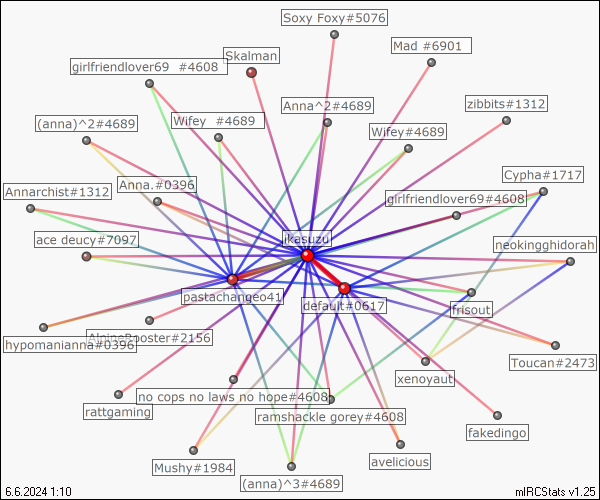 Soxy Foxy#5076
Mad #6901
Skalman
girlfriendlover69  #4608
Anna^2#4689
zibbits#1312
(anna)^2#4689
Wifey  #4689
Wifey#4689
Cypha#1717
Annarchist#1312
Anna.#0396
girlfriendlover69#4608
ace deucy#7097
ikasuzu
neokingghidorah
pastachangeo41
default#0617
frisout
hypomanianna#0396
AlpineRooster#2156
Toucan#2473
xenoyaut
rattgaming
no cops no laws no hope#4608
ramshackle gorey#4608
fakedingo
Mushy#1984
avelicious
(anna)^3#4689
6.6.2024 1:10
mIRCStats v1.25